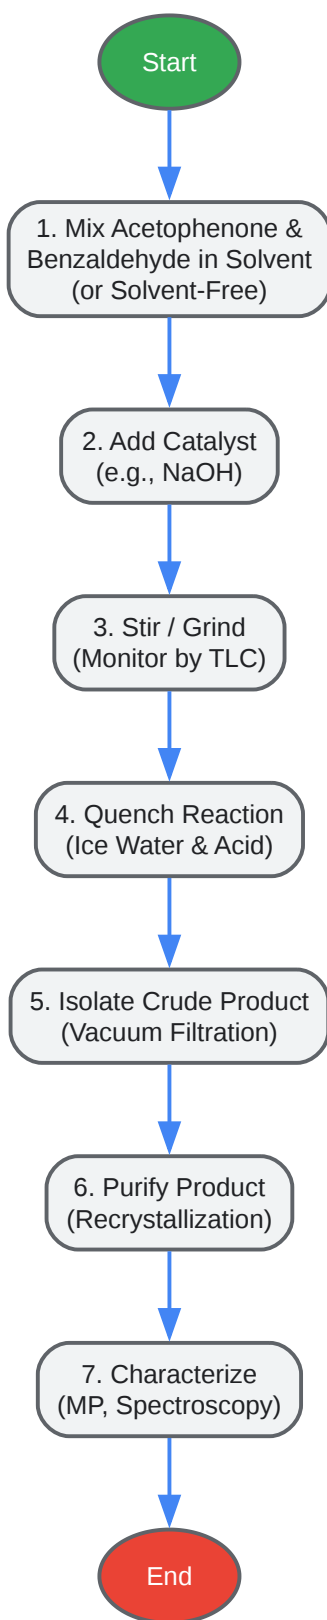 Start
1. Mix Acetophenone &
Benzaldehyde in Solvent
(or Solvent-Free)
2. Add Catalyst
(e.g., NaOH)
3. Stir / Grind
(Monitor by TLC)
4. Quench Reaction
(Ice Water & Acid)
5. Isolate Crude Product
(Vacuum Filtration)
6. Purify Product
(Recrystallization)
7. Characterize
(MP, Spectroscopy)
End